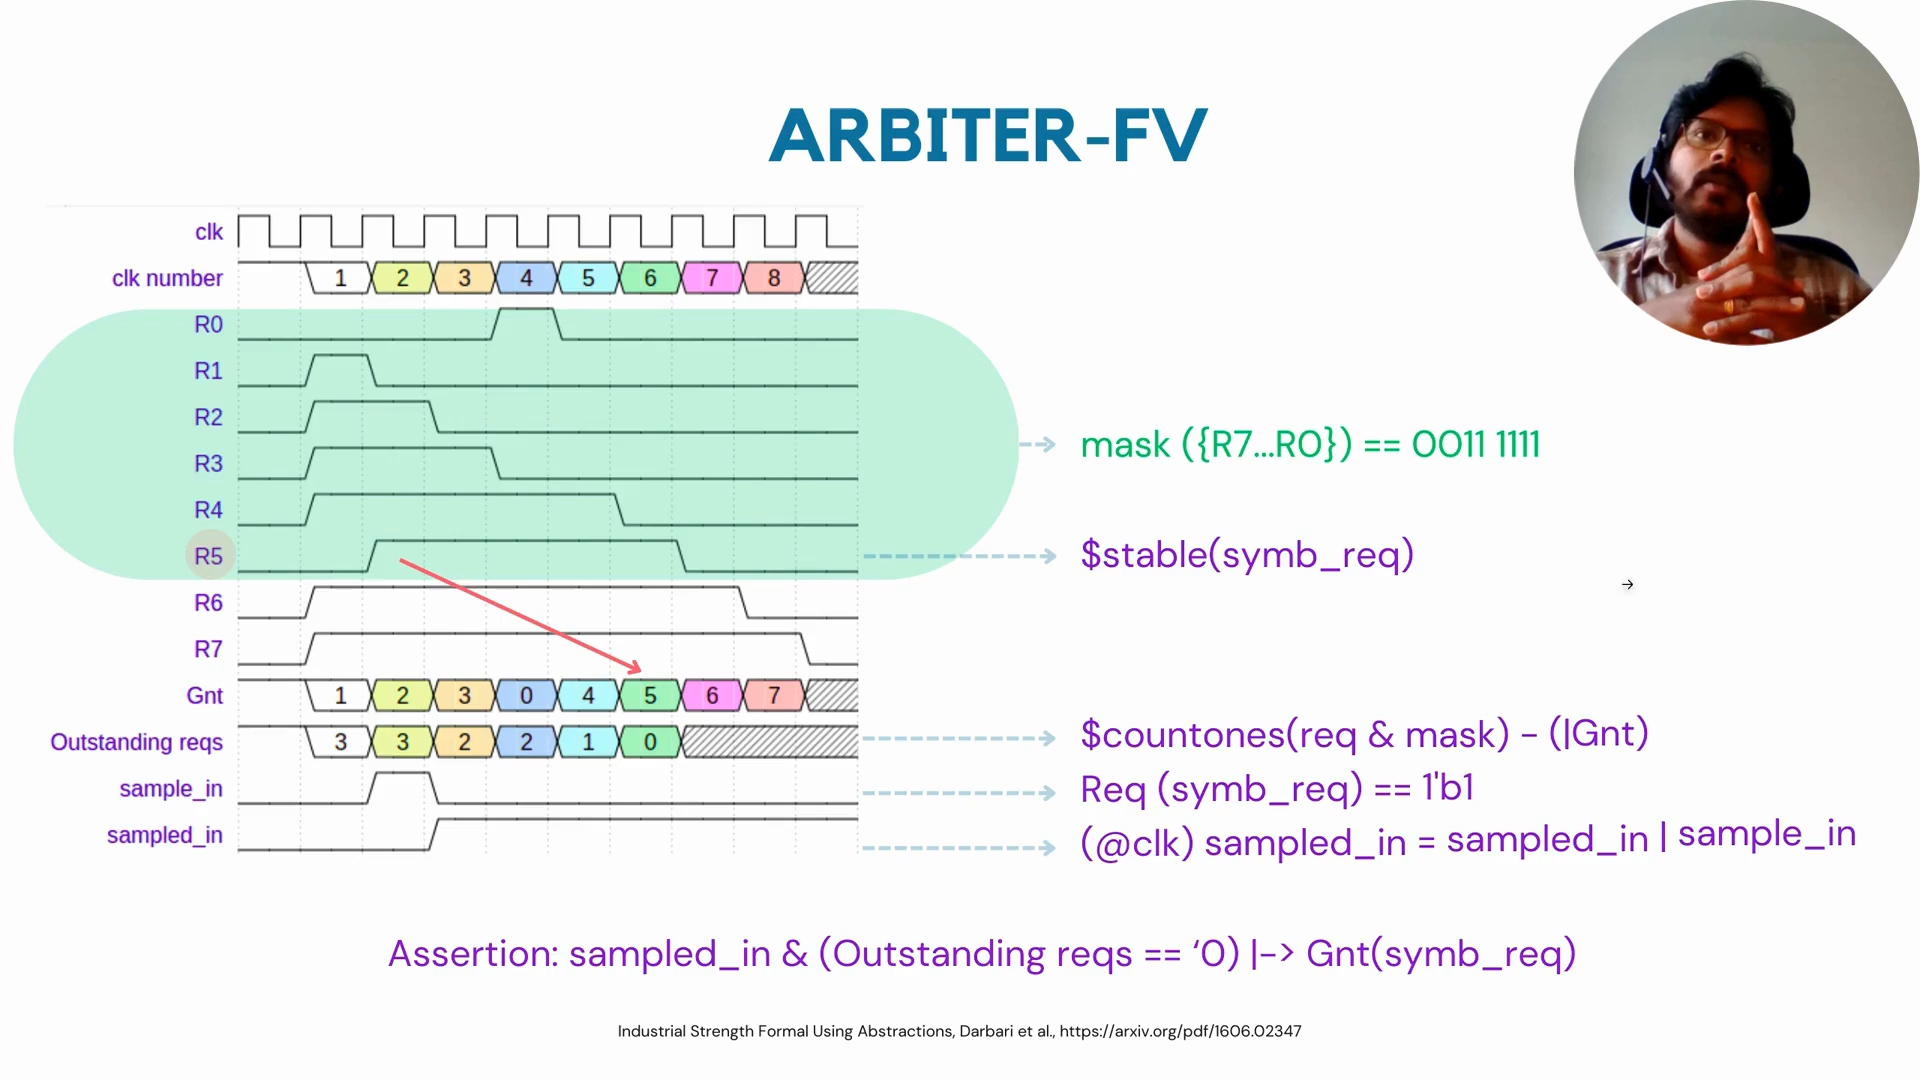 ARBITER-FV
clk
clk number 1 2 3 4 5 6 7 8
R0
R1
R2
R3
R4
R5
R6
R7
Gnt 1 2 3 0 4 5 6 7
Outstanding reqs 3 3 2 2 1 0
sample_in
sampled_in
mask ({R7...R0}) == 0011 1111
$stable(symb_req)
$countones(req & mask) - (|Gnt)
Req (symb_req) == 1'b1
(@clk) sampled_in = sampled_in | sample_in
Assertion: sampled_in & (Outstanding reqs == ‘0) |-> Gnt(symb_req)
Industrial Strength Formal Using Abstractions, Darbari et al., https://arxiv.org/pdf/1606.02347